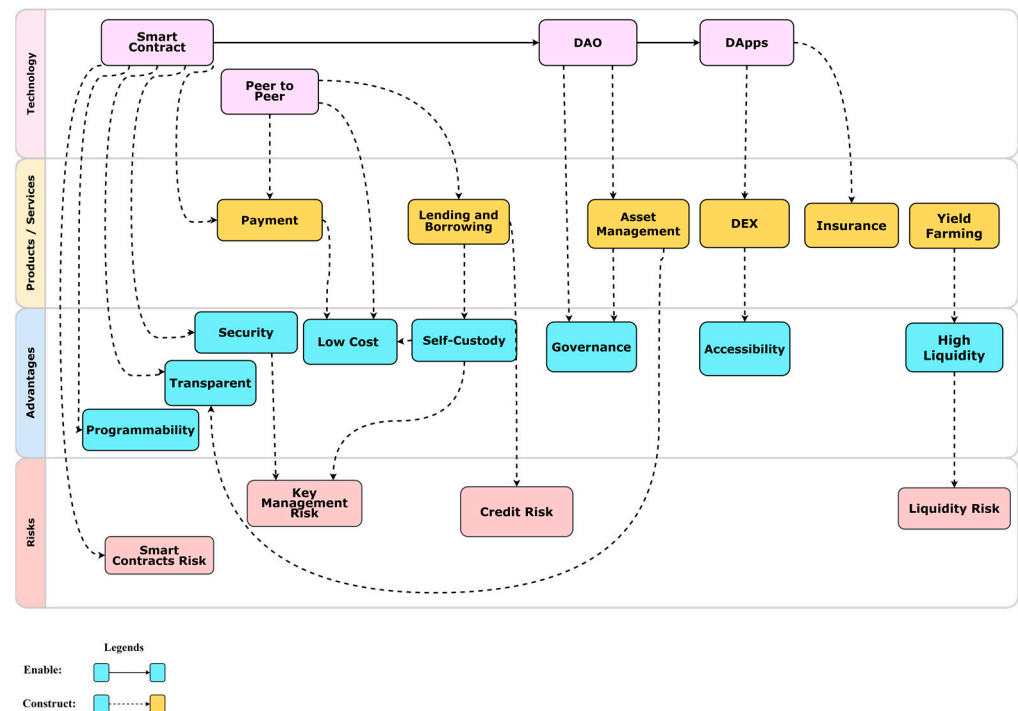 Technology
Smart
Contract
DAO
DApps
Peer to
Peer
Products / Services
Payment
Lending and
Borrowing
Asset
Management
DEX
Insurance
Yield
Farming
Advantages
Security
Low Cost
Self-Custody
Governance
Accessibility
High
Liquidity
Transparent
Programmability
Risks
Key
Management
Risk
Credit Risk
Liquidity Risk
Smart
Contracts Risk
Legends
Enable:
Construct: